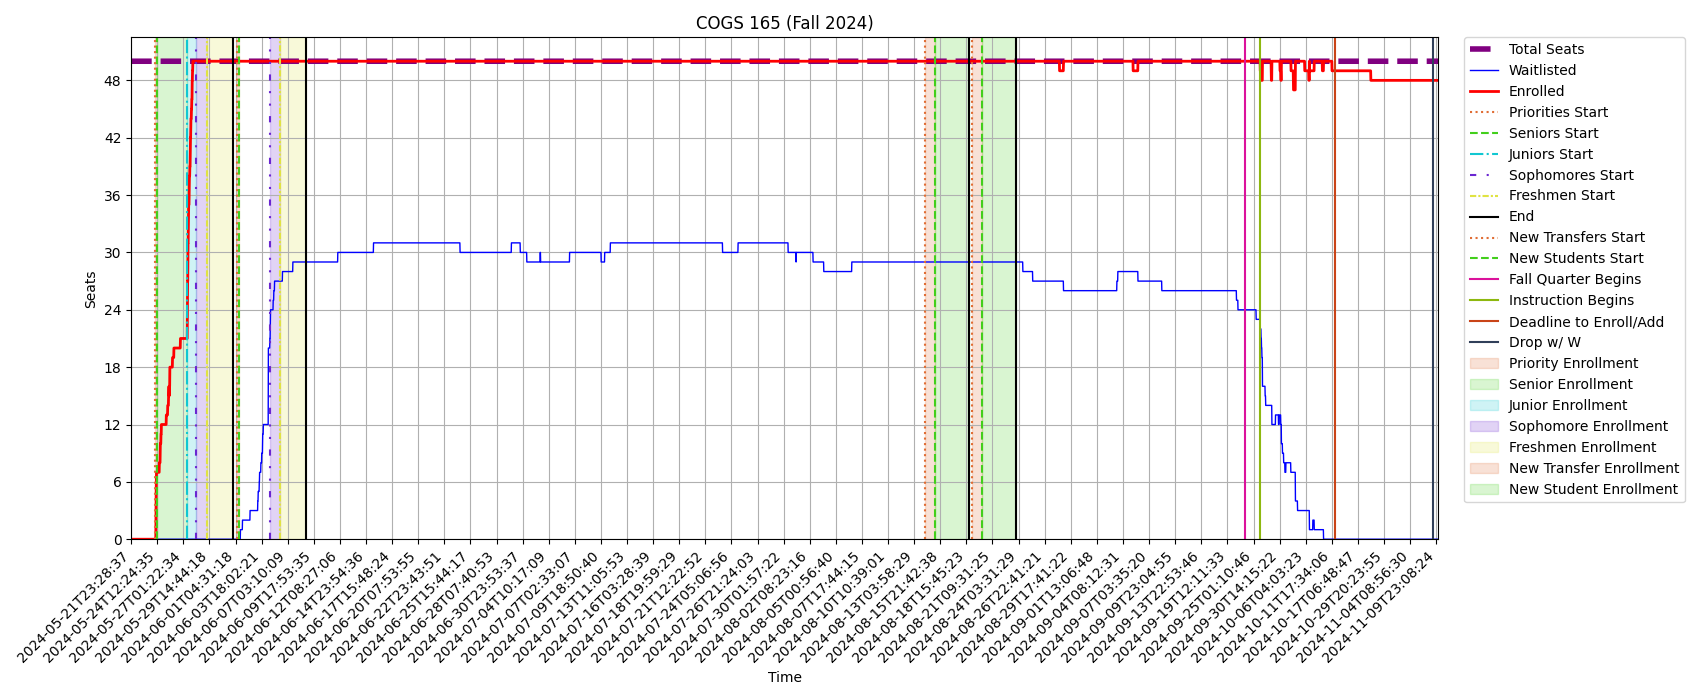 COGS 165 (Fall 2024)
Seats
48
42
36
30
24
18
12
6
0
2024-05-21T23:28:37
2024-05-24T12:24:35
2024-05-27T01:22:34
2024-05-29T14:44:18
2024-06-01T04:31:18
2024-06-03T18:02:21
2024-06-07T03:10:09
2024-06-09T17:53:35
2024-06-12T08:27:06
2024-06-14T23:54:36
2024-06-17T15:48:24
2024-06-20T07:53:55
2024-06-22T23:43:51
2024-06-25T15:44:17
2024-06-28T07:40:53
2024-06-30T23:53:37
2024-07-04T10:17:09
2024-07-07T02:33:07
2024-07-09T18:50:40
2024-07-13T11:05:53
2024-07-16T03:28:39
2024-07-18T19:59:29
2024-07-21T12:22:52
2024-07-24T05:06:56
2024-07-26T21:24:03
2024-07-30T01:57:22
2024-08-02T08:23:16
2024-08-05T00:56:40
2024-08-07T17:44:15
2024-08-10T10:39:01
2024-08-13T03:58:29
2024-08-15T21:42:38
2024-08-18T15:45:23
2024-08-21T09:31:25
2024-08-24T03:31:29
2024-08-26T22:41:21
2024-08-29T17:41:22
2024-09-01T13:06:48
2024-09-04T08:12:31
2024-09-07T03:35:20
2024-09-09T23:04:55
2024-09-13T22:53:46
2024-09-19T12:11:33
2024-09-25T01:10:46
2024-09-30T14:15:22
2024-10-06T04:03:23
2024-10-11T17:34:06
2024-10-17T06:48:47
2024-10-29T20:23:55
2024-11-04T08:56:30
2024-11-09T23:08:24
Time
Total Seats
Waitlisted
Enrolled
Priorities Start
Seniors Start
Juniors Start
Sophomores Start
Freshmen Start
End
New Transfers Start
New Students Start
Fall Quarter Begins
Instruction Begins
Deadline to Enroll/Add
Drop w/ W
Priority Enrollment
Senior Enrollment
Junior Enrollment
Sophomore Enrollment
Freshmen Enrollment
New Transfer Enrollment
New Student Enrollment